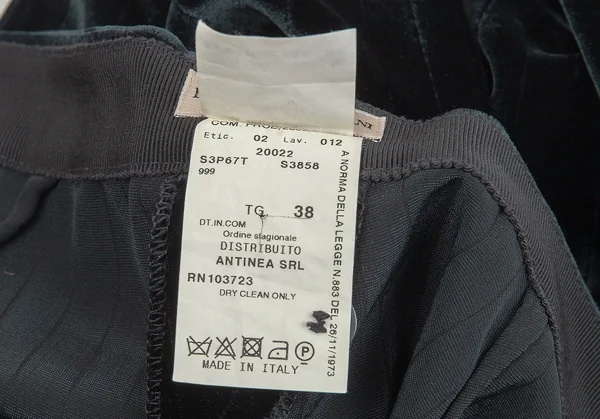 NI
Etic. 02 Lav. 012
20022
S3P67T S3858
999
TG 38
DT.IN.COM
Ordine stagionale
DISTRIBUITO
ANTINEA SRL
RN103723
DRY CLEAN ONLY
MADE IN ITALY
A NORMA DELLA LEGGE N.883 DEL 26/11/1973